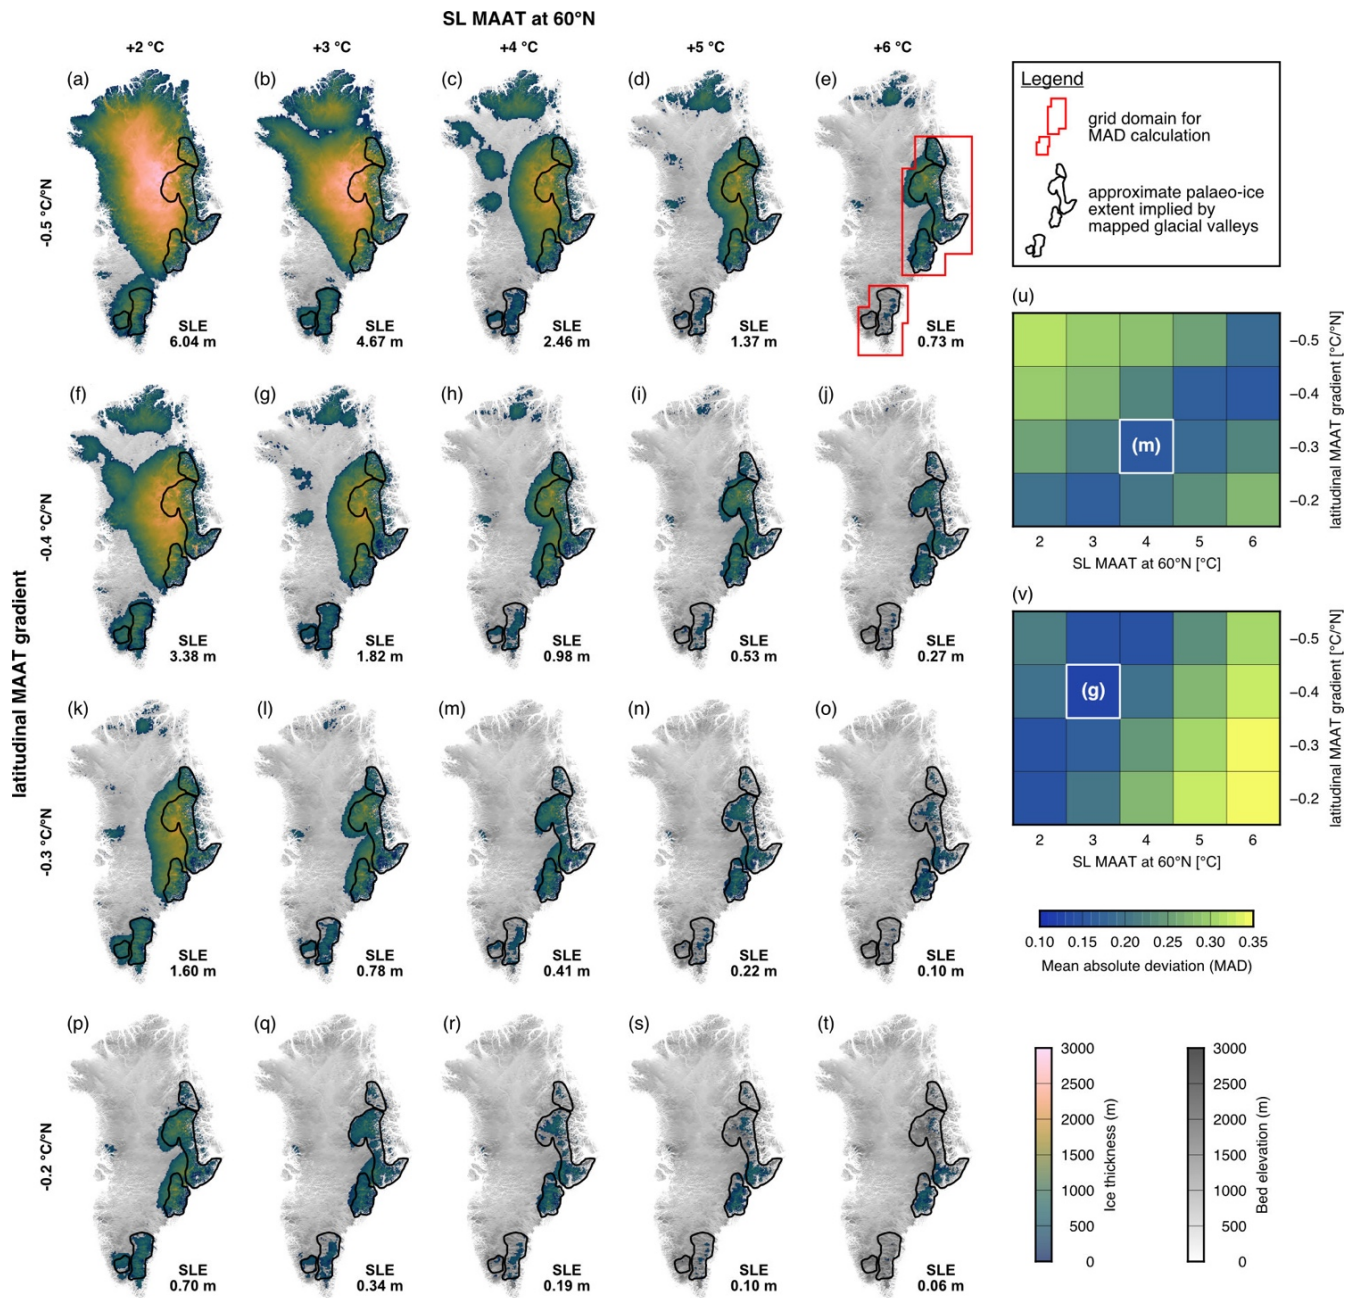 SL MAAT at 60°N
+2 °C
+3 °C
+4 °C
+5 °C
+6 °C
latitudinal MAAT gradient
-0.5 °C/°N
(a)
SLE
6.04 m
(b)
SLE
4.67 m
(c)
SLE
2.46 m
(d)
SLE
1.37 m
(e)
SLE
0.73 m
-0.4 °C/°N
(f)
SLE
3.38 m
(g)
SLE
1.82 m
(h)
SLE
0.98 m
(i)
SLE
0.53 m
(j)
SLE
0.27 m
-0.3 °C/°N
(k)
SLE
1.60 m
(l)
SLE
0.78 m
(m)
SLE
0.41 m
(n)
SLE
0.22 m
(o)
SLE
0.10 m
-0.2 °C/°N
(p)
SLE
0.70 m
(q)
SLE
0.34 m
(r)
SLE
0.19 m
(s)
SLE
0.10 m
(t)
SLE
0.06 m
Legend
grid domain for
MAD calculation
approximate palaeo-ice
extent implied by
mapped glacial valleys
(u)
(m)
−0.5
−0.4
−0.3
−0.2
latitudinal MAAT gradient [°C/°N]
2 3 4 5 6
SL MAAT at 60°N [°C]
(v)
(g)
−0.5
−0.4
−0.3
−0.2
latitudinal MAAT gradient [°C/°N]
2 3 4 5 6
SL MAAT at 60°N [°C]
0.10 0.15 0.20 0.25 0.30 0.35
Mean absolute deviation (MAD)
3000
2500
2000
1500
1000
500
0
Ice thickness (m)
3000
2500
2000
1500
1000
500
0
Bed elevation (m)